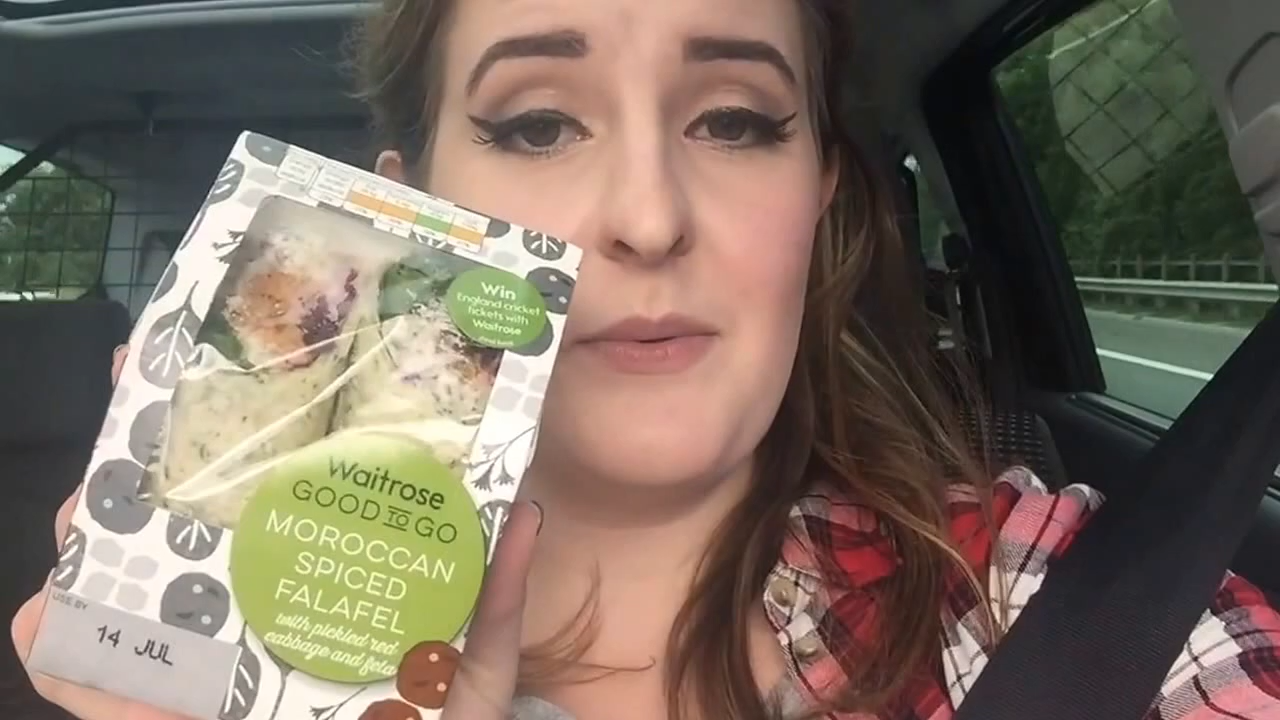 Win
England cricket
tickets with
Waitrose
Waitrose
GOOD TO GO
MOROCCAN
SPICED
FALAFEL
with pickled red
cabbage and feta
USE BY
14 JUL